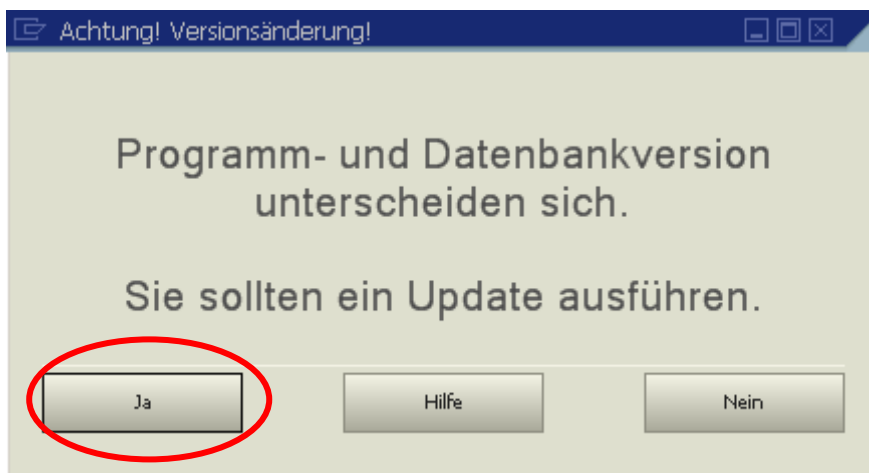 Achtung! Versionsänderung!
Programm- und Datenbankversion
unterscheiden sich.
Sie sollten ein Update ausführen.
Ja Hilfe Nein